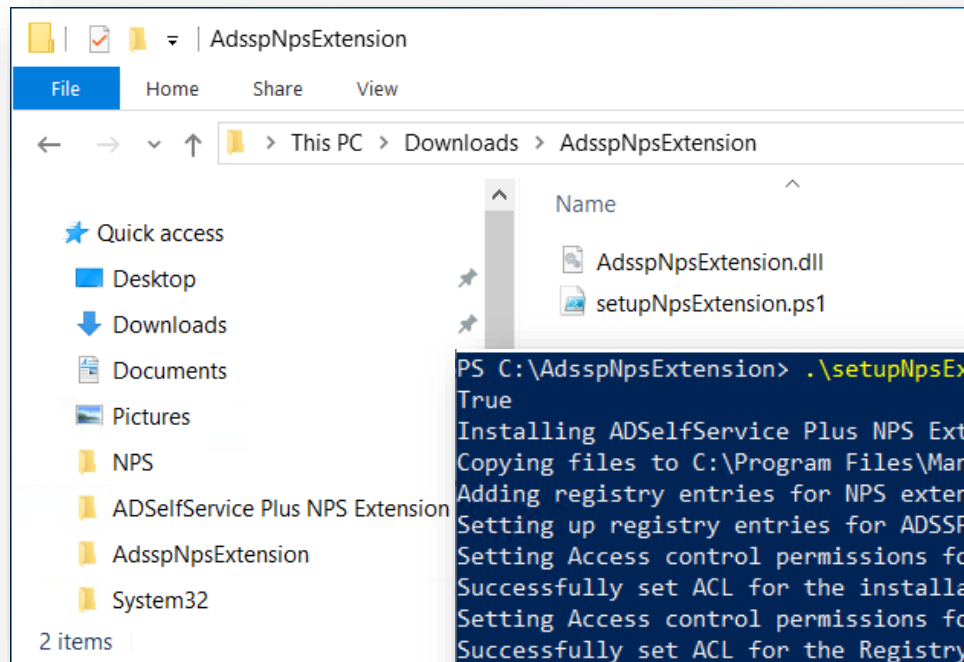 AdsspNpsExtension
File Home Share View
This PC > Downloads > AdsspNpsExtension
Name
Quick access
Desktop
Downloads
Documents
Pictures
NPS
ADSelfService Plus NPS Extension
AdsspNpsExtension
System32
2 items
AdsspNpsExtension.dll
setupNpsExtension.ps1
PS C:\AdsspNpsExtension> .\setupNpsEx
True
Installing ADSelfService Plus NPS Ext
Copying files to C:\Program Files\Man
Adding registry entries for NPS exten
Setting up registry entries for ADSSP
Setting Access control permissions fo
Successfully set ACL for the installa
Setting Access control permissions fo
Successfully set ACL for the Registry